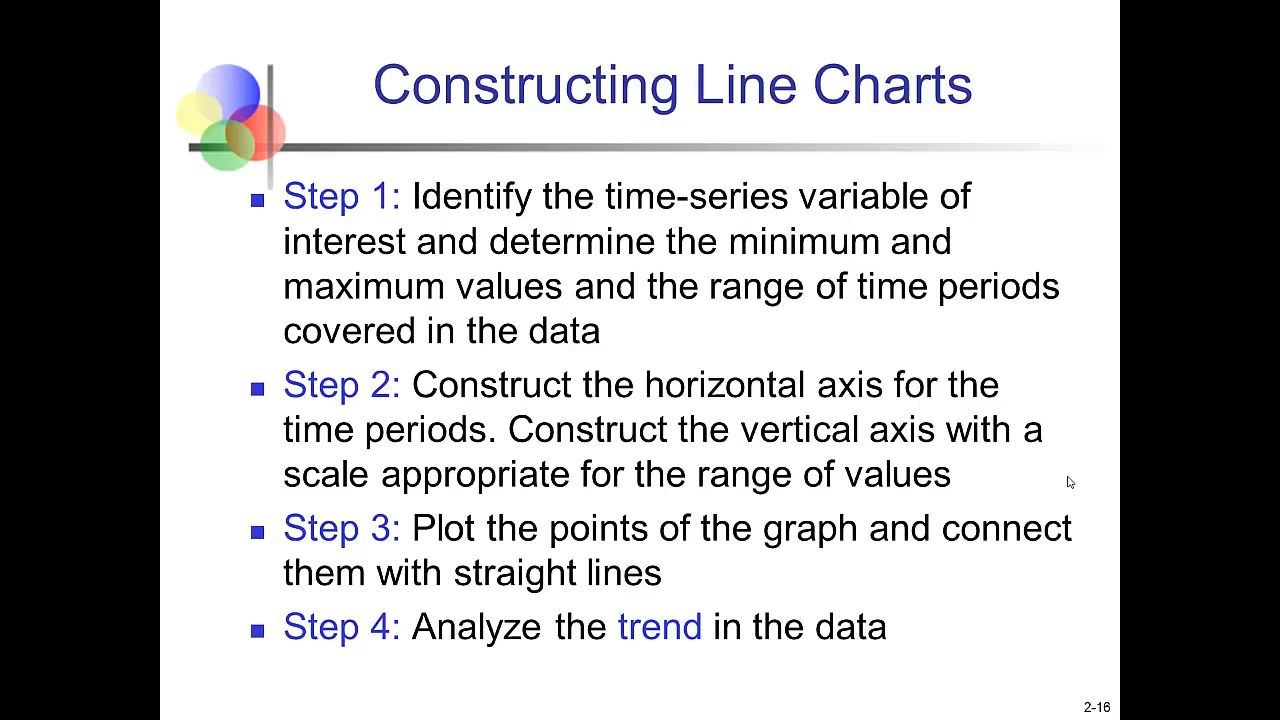 Constructing Line Charts
Step 1: Identify the time-series variable of
interest and determine the minimum and
maximum values and the range of time periods
covered in the data
Step 2: Construct the horizontal axis for the
time periods. Construct the vertical axis with a
scale appropriate for the range of values
Step 3: Plot the points of the graph and connect
them with straight lines
Step 4: Analyze the trend in the data
2-16